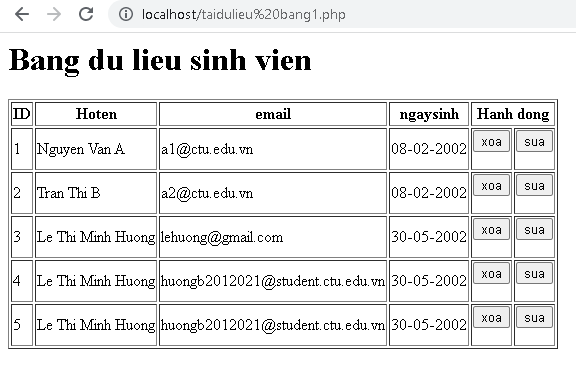 localhost/taidulieu%20bang1.php
Bang du lieu sinh vien
ID Hoten email ngaysinh Hanh dong
1 Nguyen Van A a1@ctu.edu.vn 08-02-2002 xoa sua
2 Tran Thi B a2@ctu.edu.vn 08-02-2002 xoa sua
3 Le Thi Minh Huong lehuong@gmail.com 30-05-2002 xoa sua
4 Le Thi Minh Huong huongb2012021@student.ctu.edu.vn 30-05-2002 xoa sua
5 Le Thi Minh Huong huongb2012021@student.ctu.edu.vn 30-05-2002 xoa sua